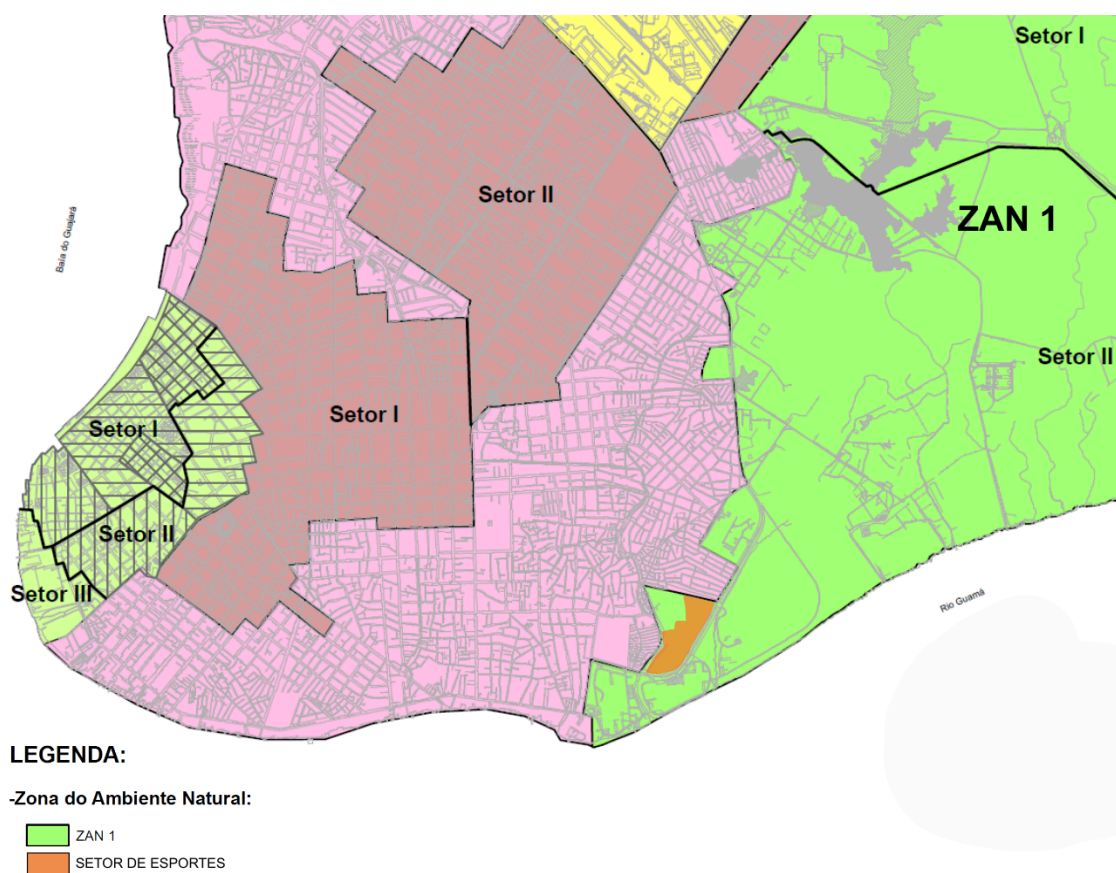 Setor I
ZAN 1
Setor II
Baía do Guajará
Setor II
Setor I
Setor I
Setor II
Setor III
Rio Guamá
LEGENDA:
-Zona do Ambiente Natural:
ZAN 1
SETOR DE ESPORTES